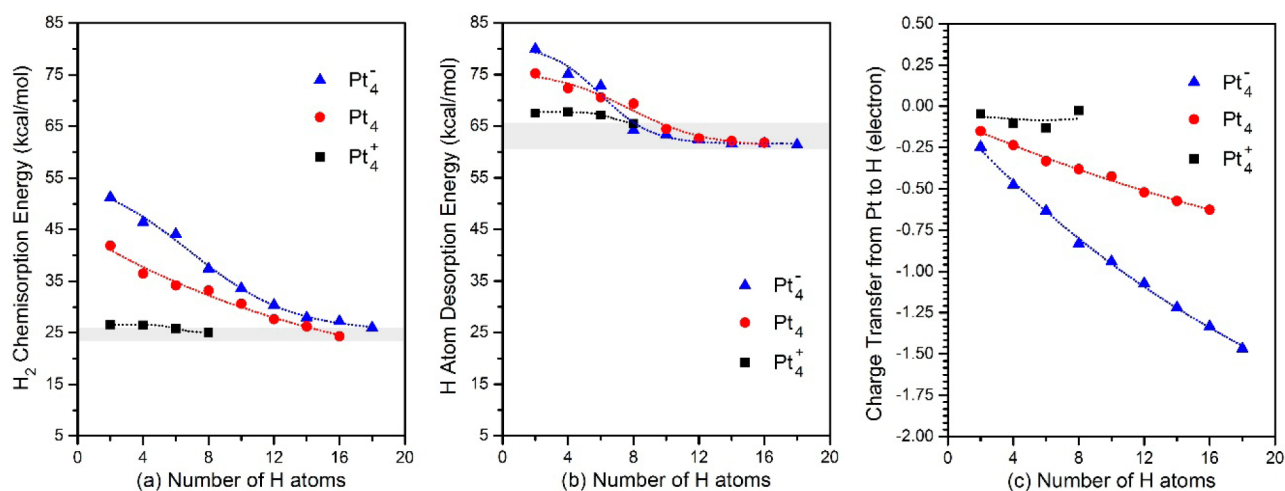 H₂ Chemisorption Energy (kcal/mol)
85
75
65
55
45
35
25
15
5
0 4 8 12 16 20
Pt₄⁻
Pt₄
Pt₄⁺
(a) Number of H atoms
H Atom Desorption Energy (kcal/mol)
85
75
65
55
45
35
25
15
5
0 4 8 12 16 20
Pt₄⁻
Pt₄
Pt₄⁺
(b) Number of H atoms
Charge Transfer from Pt to H (electron)
0.50
0.25
0.00
-0.25
-0.50
-0.75
-1.00
-1.25
-1.50
-1.75
-2.00
0 4 8 12 16 20
Pt₄⁻
Pt₄
Pt₄⁺
(c) Number of H atoms